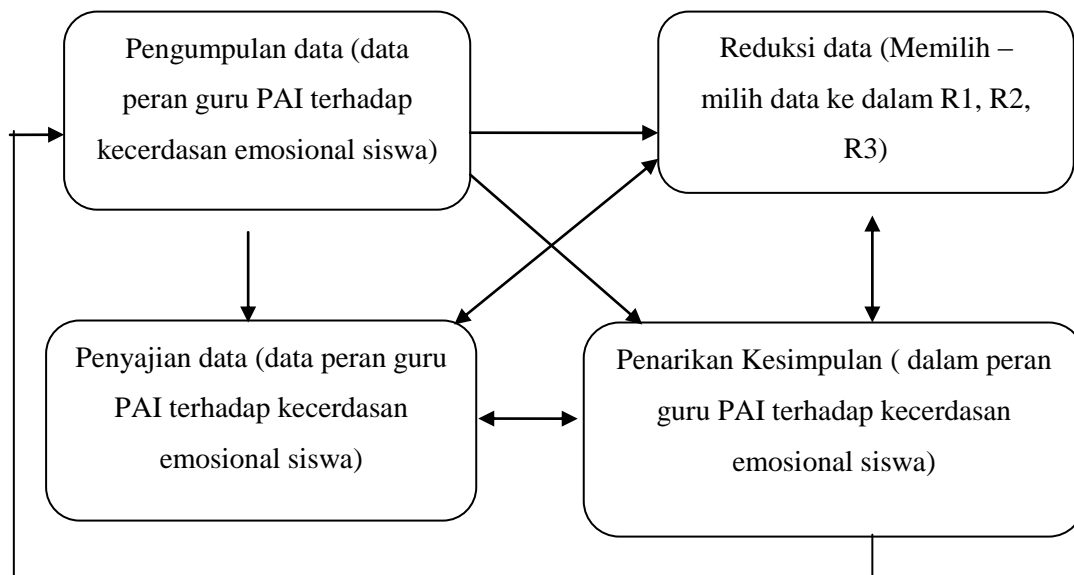 Pengumpulan data (data
peran guru PAI terhadap
kecerdasan emosional siswa)
Reduksi data (Memilih –
milih data ke dalam R1, R2,
R3)
Penyajian data (data peran guru
PAI terhadap kecerdasan
emosional siswa)
Penarikan Kesimpulan ( dalam peran
guru PAI terhadap kecerdasan
emosional siswa)